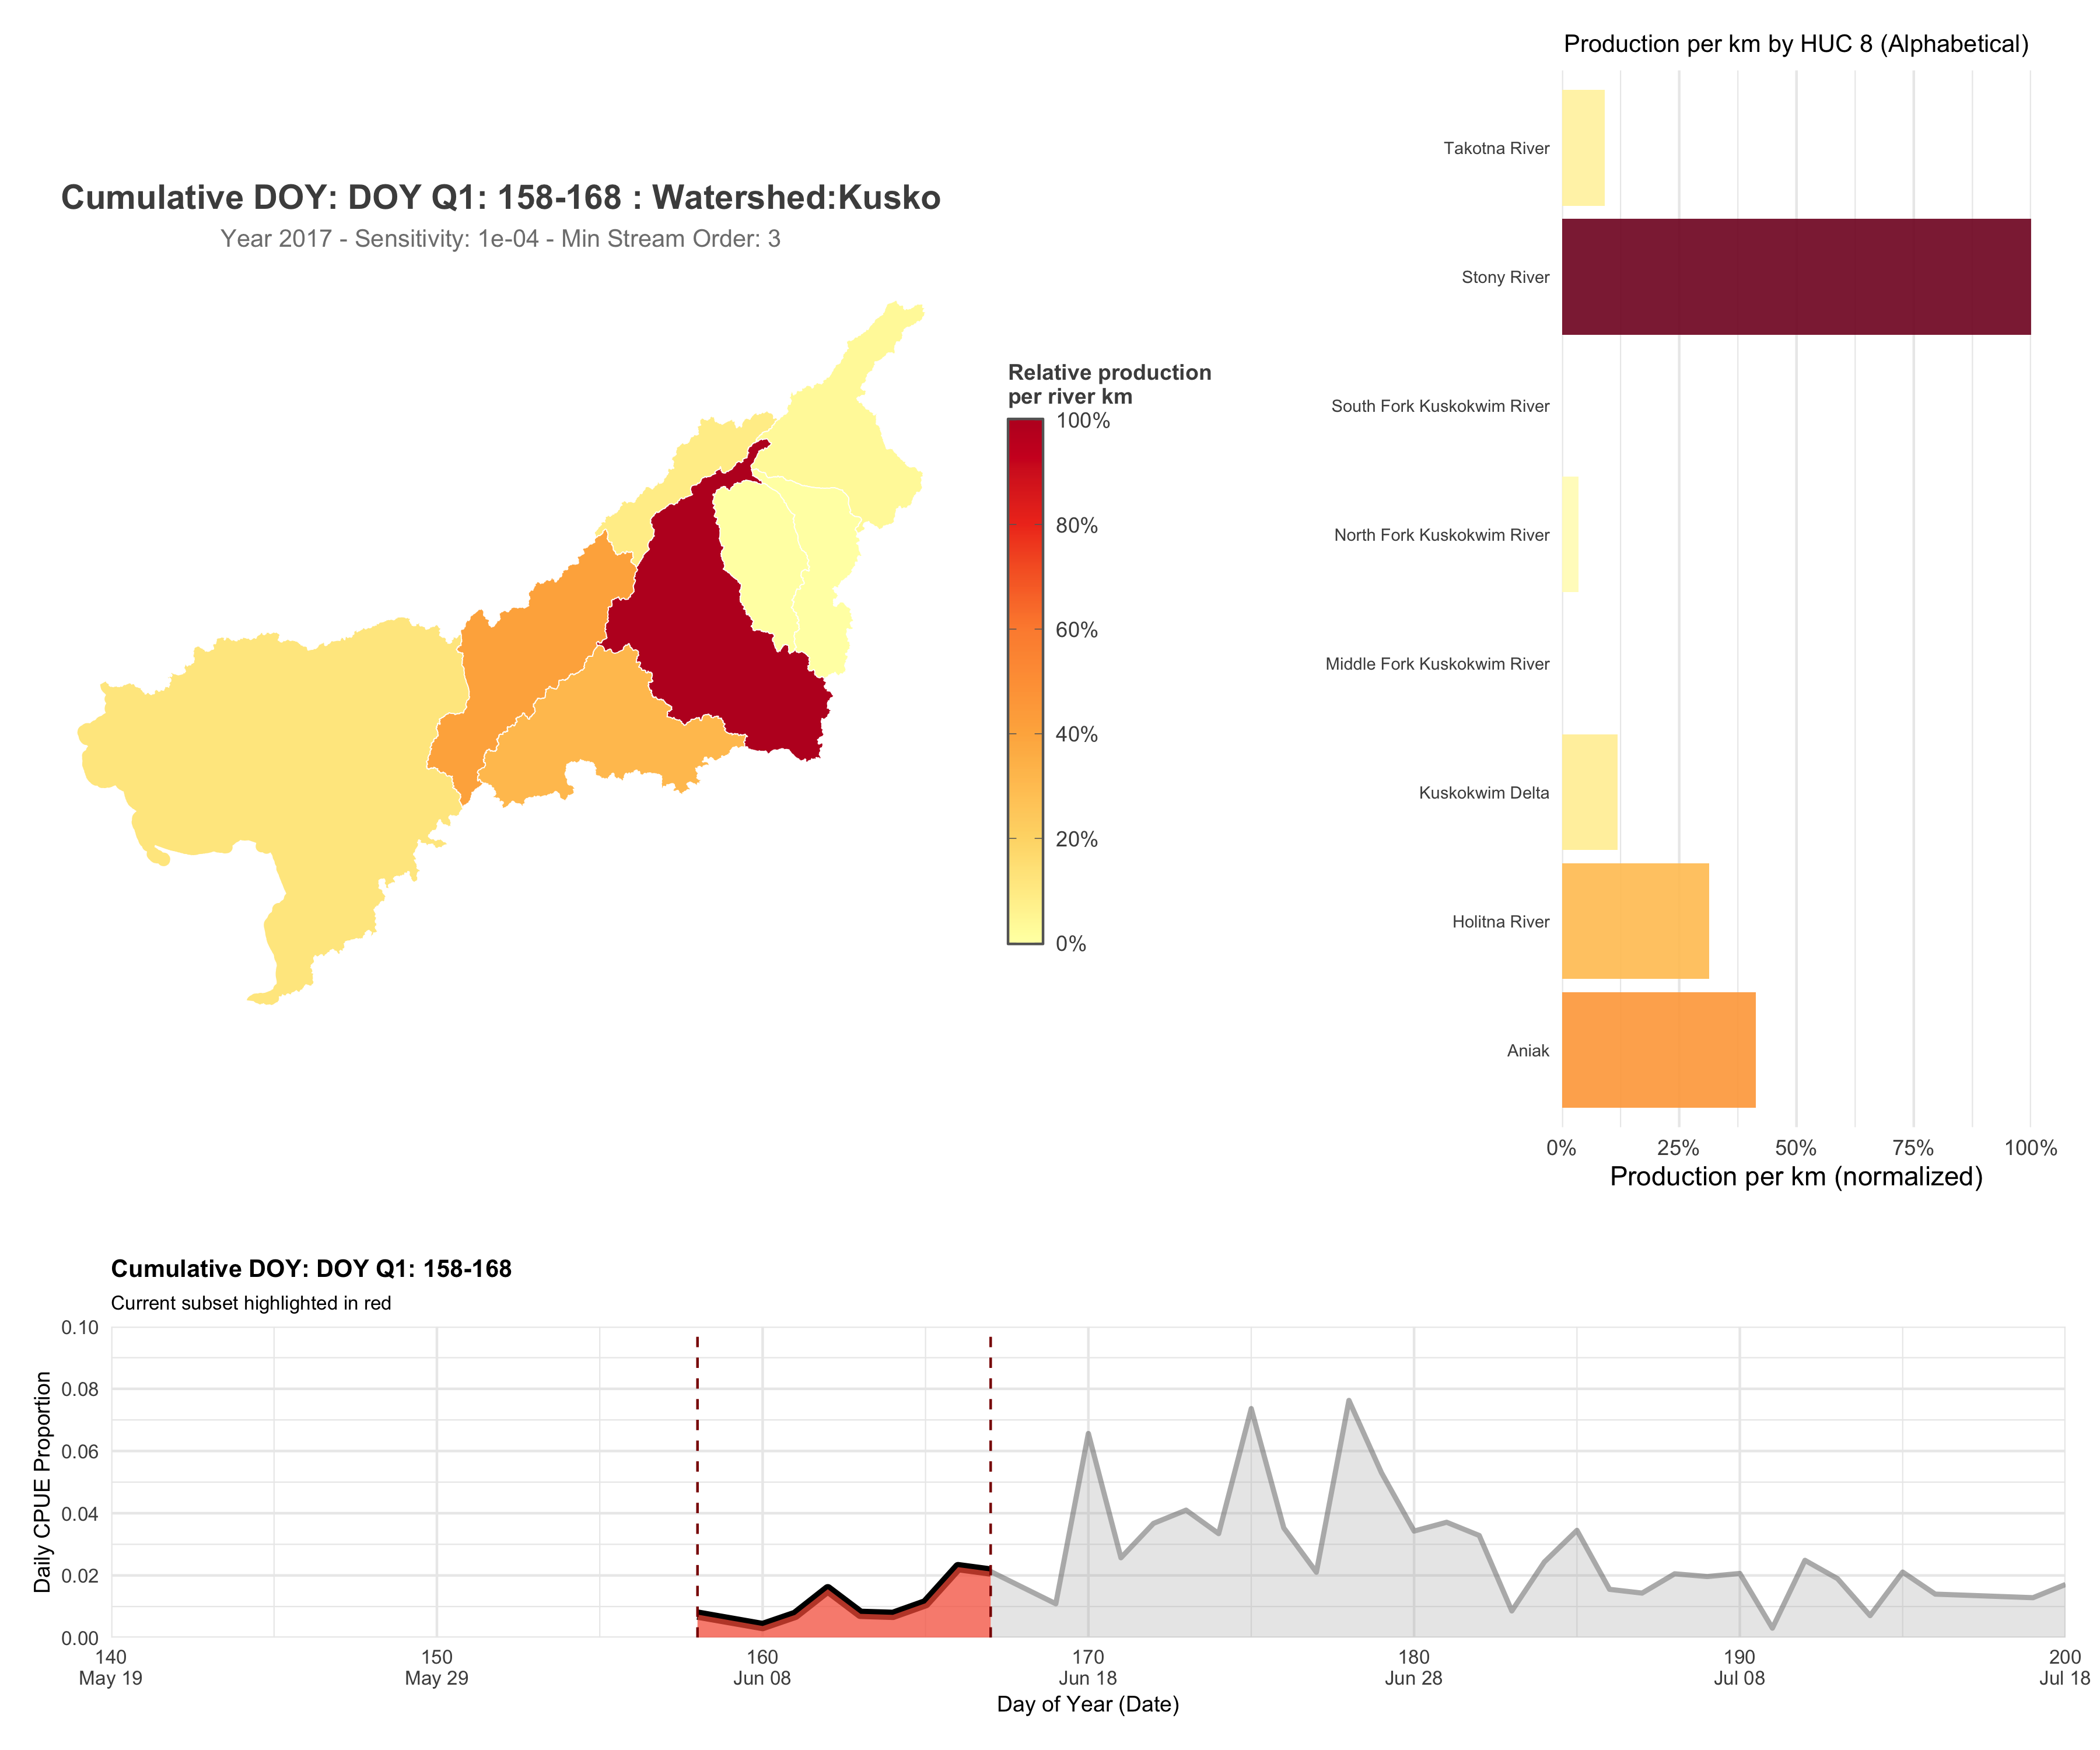 Production per km by HUC 8 (Alphabetical)
Takotna River
Stony River
South Fork Kuskokwim River
North Fork Kuskokwim River
Middle Fork Kuskokwim River
Kuskokwim Delta
Holitna River
Aniak
0% 25% 50% 75% 100%
Production per km (normalized)
Cumulative DOY: DOY Q1: 158-168 : Watershed:Kusko
Year 2017 - Sensitivity: 1e-04 - Min Stream Order: 3
Relative production
per river km
100%
80%
60%
40%
20%
0%
Cumulative DOY: DOY Q1: 158-168
Current subset highlighted in red
Daily CPUE Proportion
0.10
0.08
0.06
0.04
0.02
0.00
140 150 160 170 180 190 200
May 19 May 29 Jun 08 Jun 18 Jun 28 Jul 08 Jul 18
Day of Year (Date)